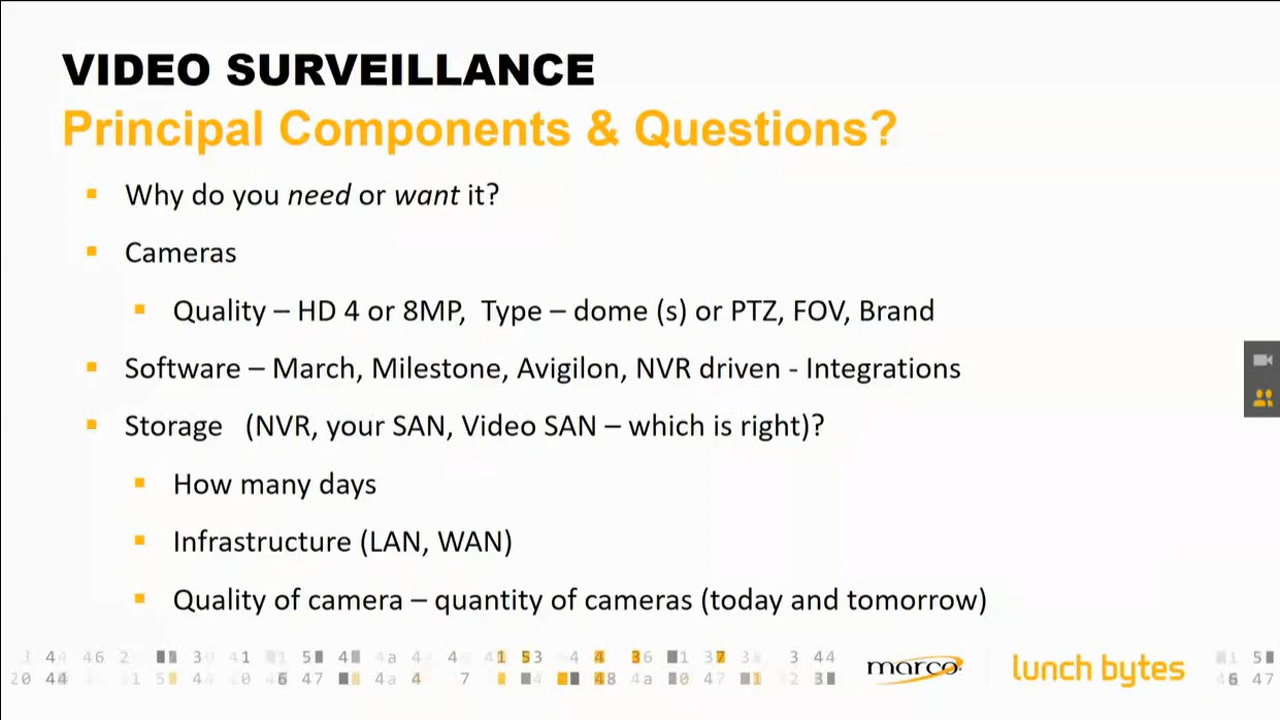 VIDEO SURVEILLANCE
Principal Components & Questions?
Why do you need or want it?
Cameras
Quality – HD 4 or 8MP, Type – dome (s) or PTZ, FOV, Brand
Software – March, Milestone, Avigilon, NVR driven - Integrations
Storage (NVR, your SAN, Video SAN – which is right)?
How many days
Infrastructure (LAN, WAN)
Quality of camera – quantity of cameras (today and tomorrow)
marco
lunch bytes